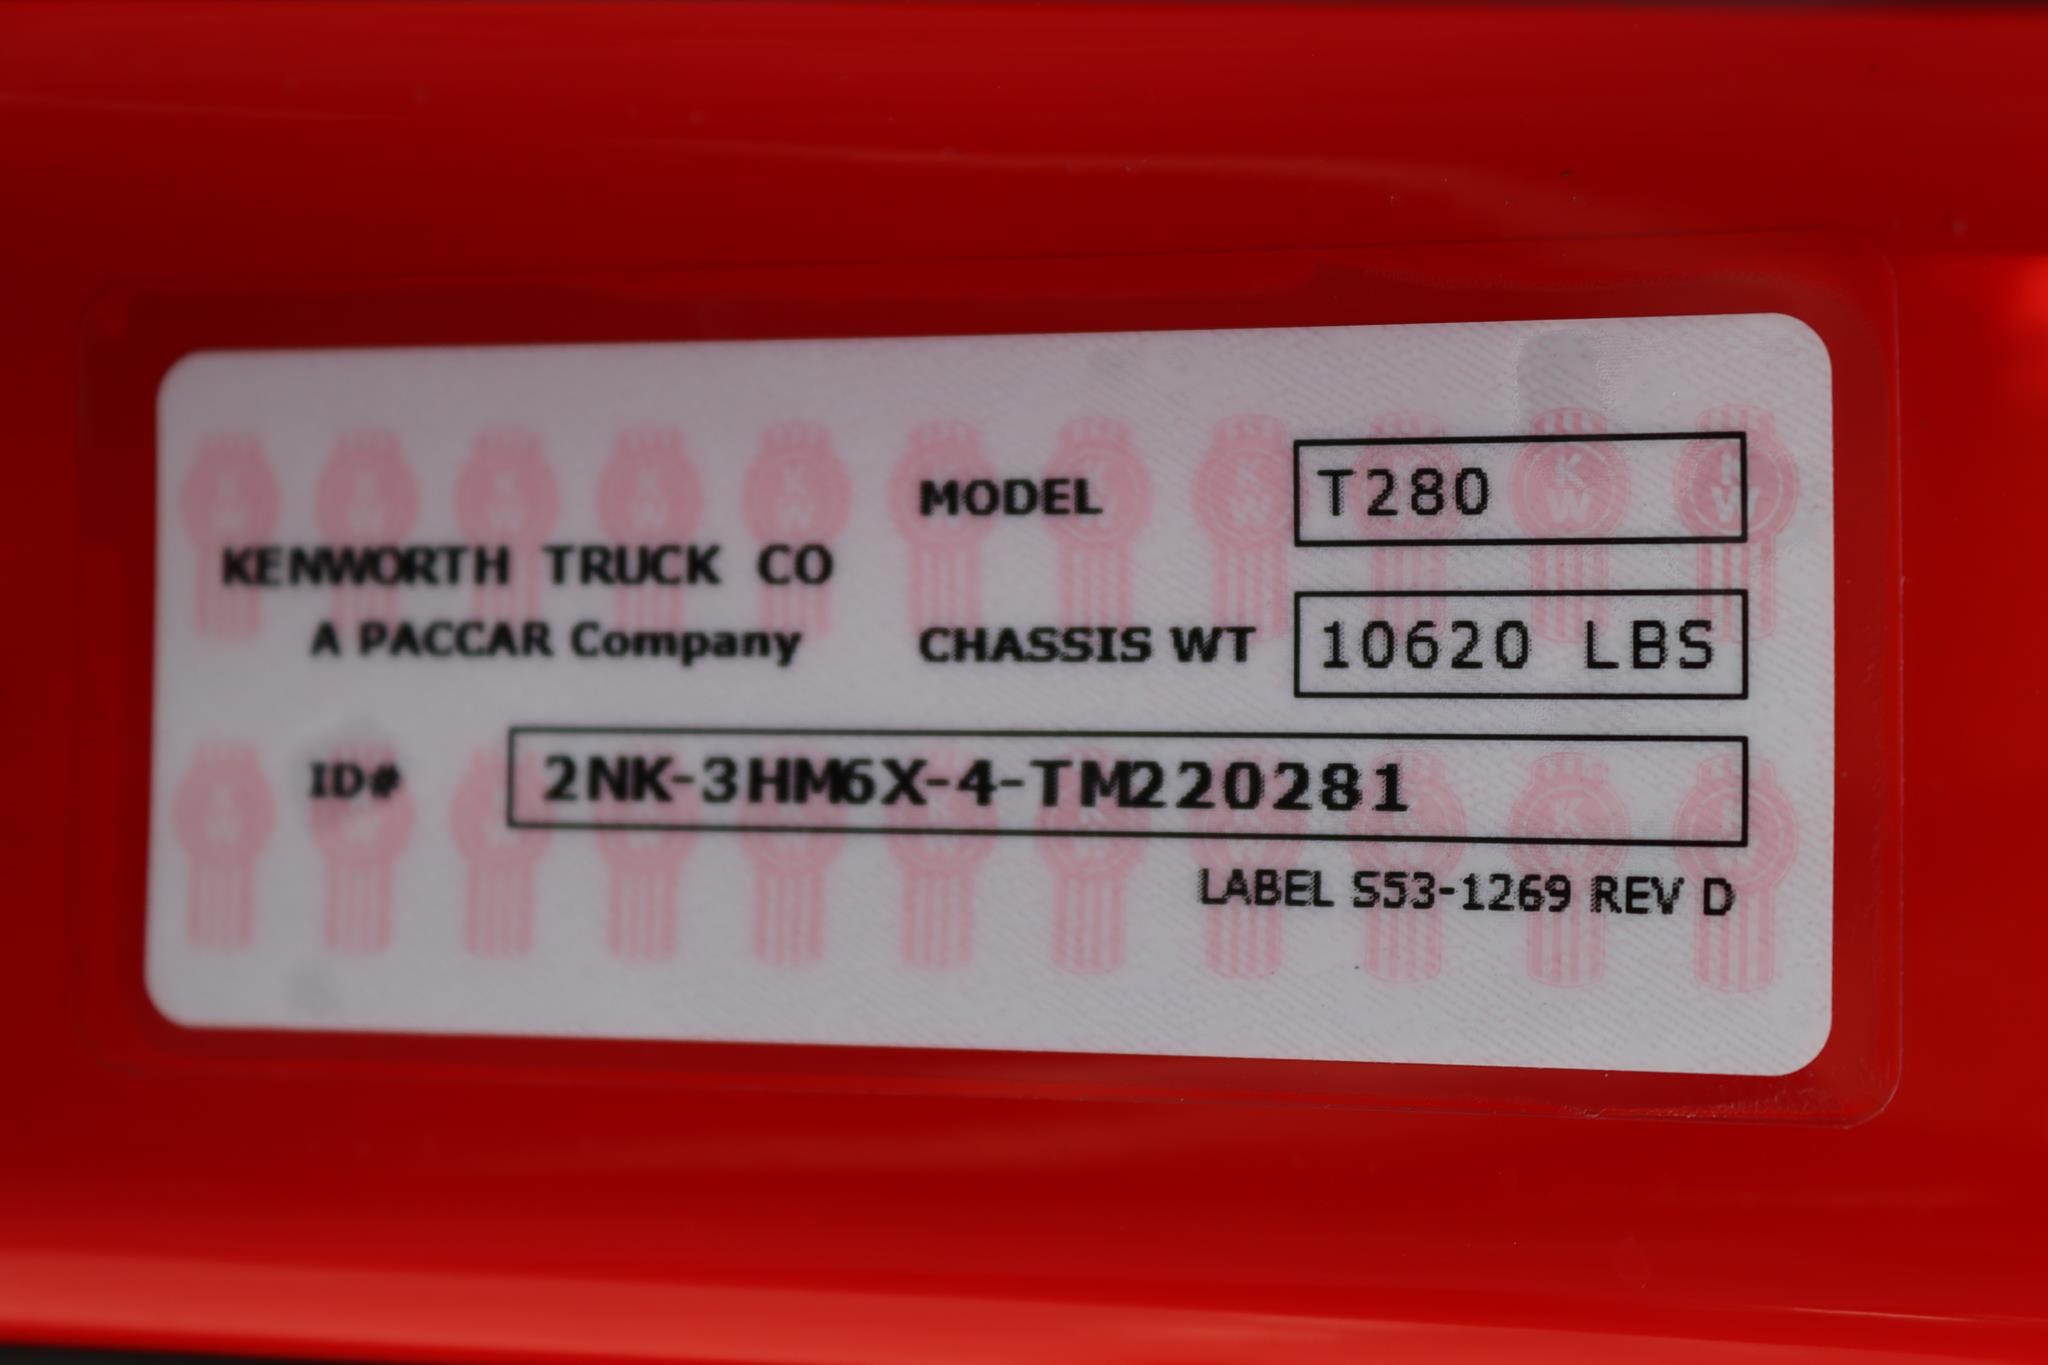 KENWORTH TRUCK CO
A PACCAR Company
MODEL T280
CHASSIS WT 10620 LBS
ID# 2NK-3HM6X-4-TM220281
LABEL S53-1269 REV D